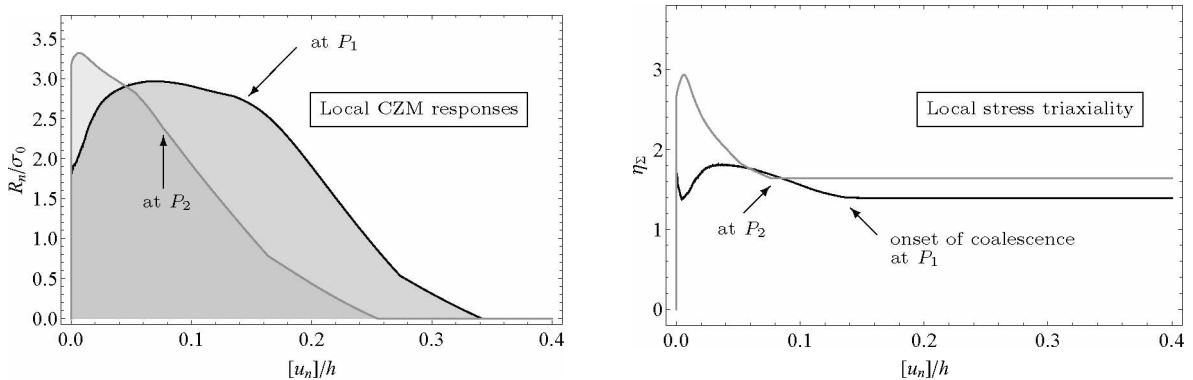 3.5
3.0
2.5
2.0
1.5
1.0
0.5
0.0
R_n/σ_0
at P_1
Local CZM responses
at P_2
0.0 0.1 0.2 0.3 0.4
[u_n]/h
3
2
1
0
η_Σ
Local stress triaxiality
at P_2
onset of coalescence
at P_1
0.0 0.1 0.2 0.3 0.4
[u_n]/h